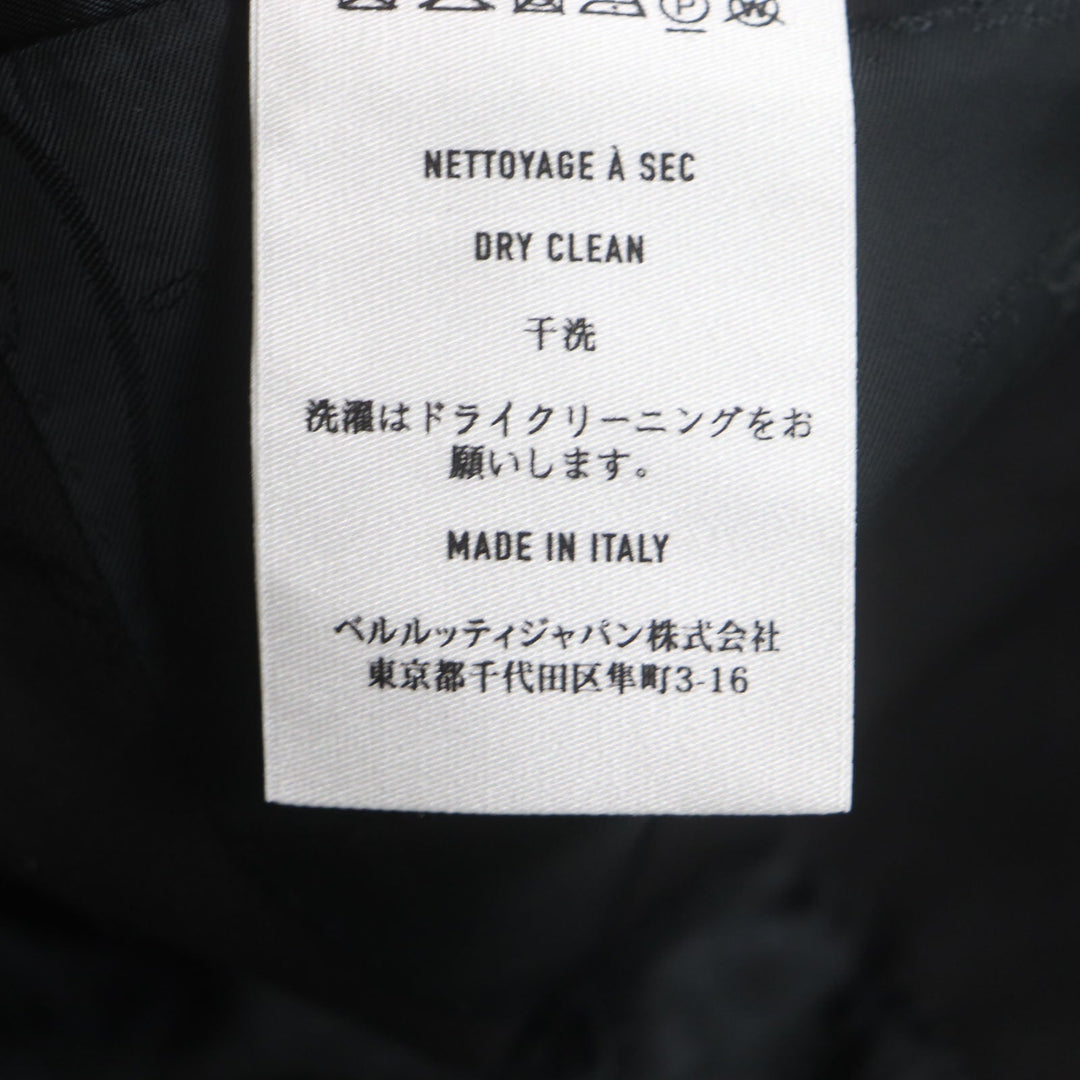 NETTOYAGE À SEC
DRY CLEAN
干洗
洗濯はドライクリーニングをお
願いします。
MADE IN ITALY
ベルルッティジャパン株式会社
東京都千代田区隼町3-16